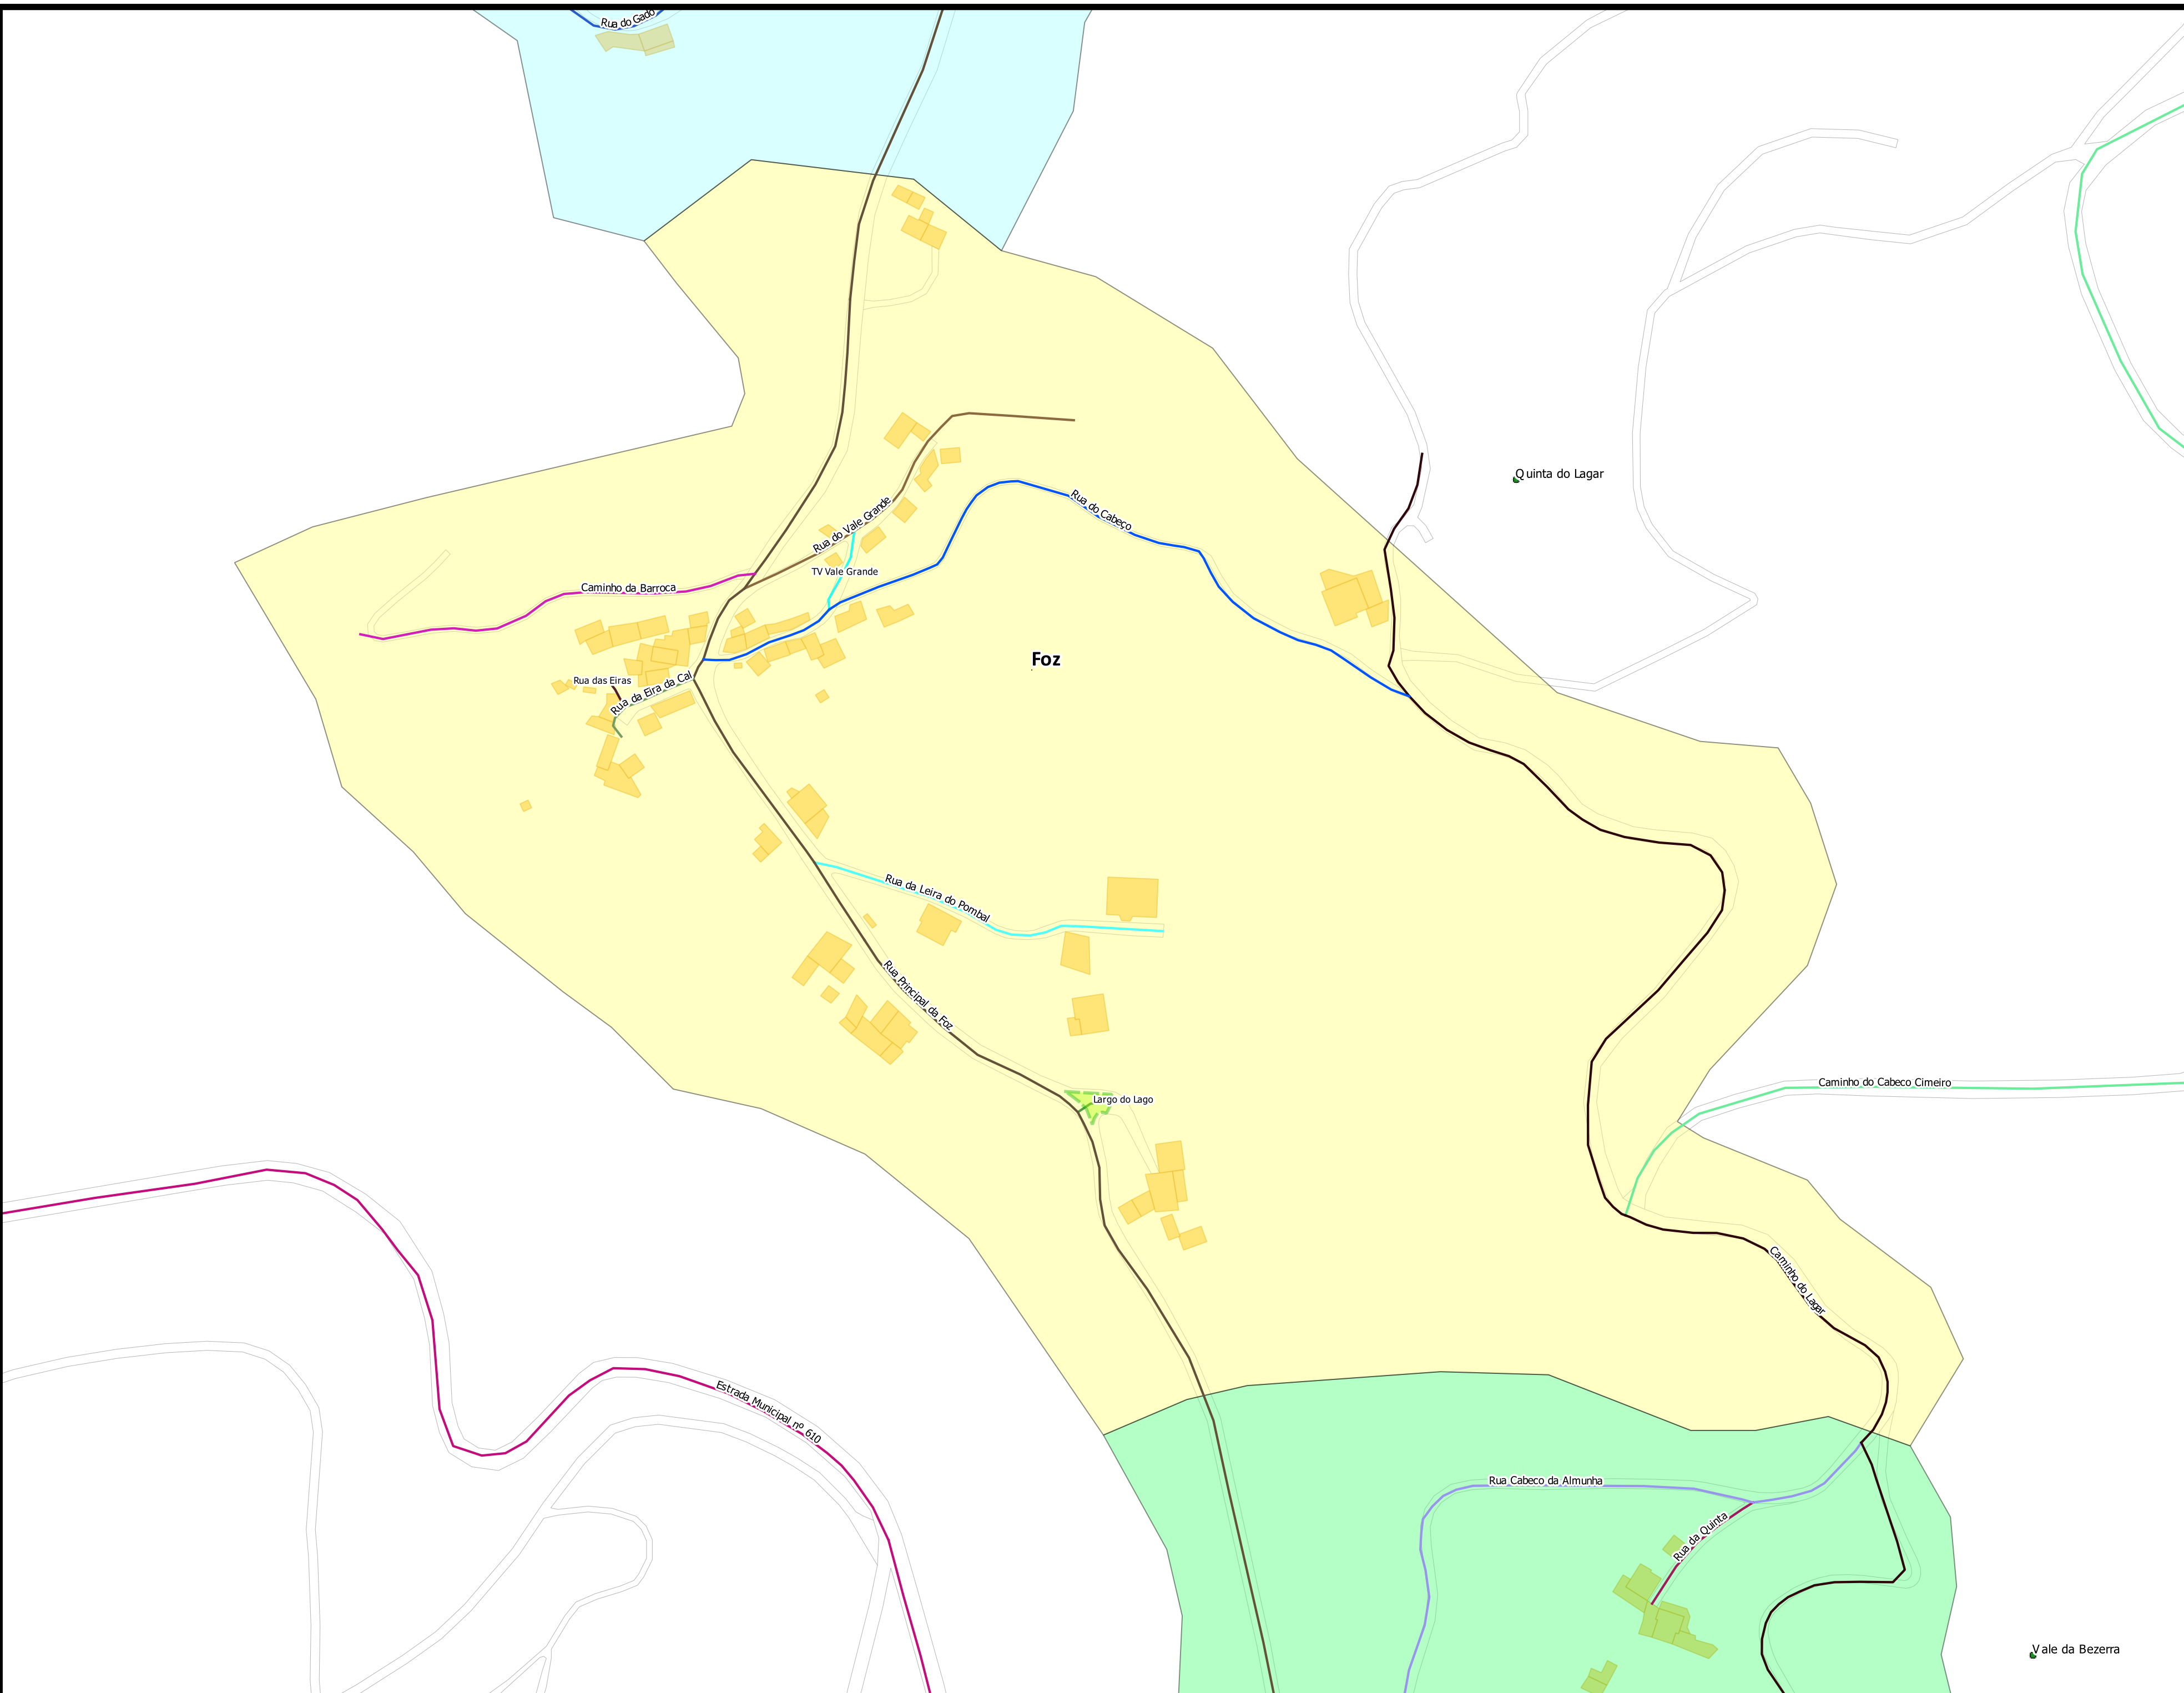 Rua do Gado
Quinta do Lagar
Rua do Cabeço
Rua do Vale Grande
TV Vale Grande
Caminho da Barroca
Foz
Rua das Eiras
Rua da Eira da Cal
Rua da Leira do Pombal
Rua Principal da Foz
Caminho do Cabeco Cimeiro
Largo do Lago
Caminho do Lagar
Estrada Municipal nº 610
Rua Cabeco da Almunha
Rua da Quinta
Vale da Bezerra